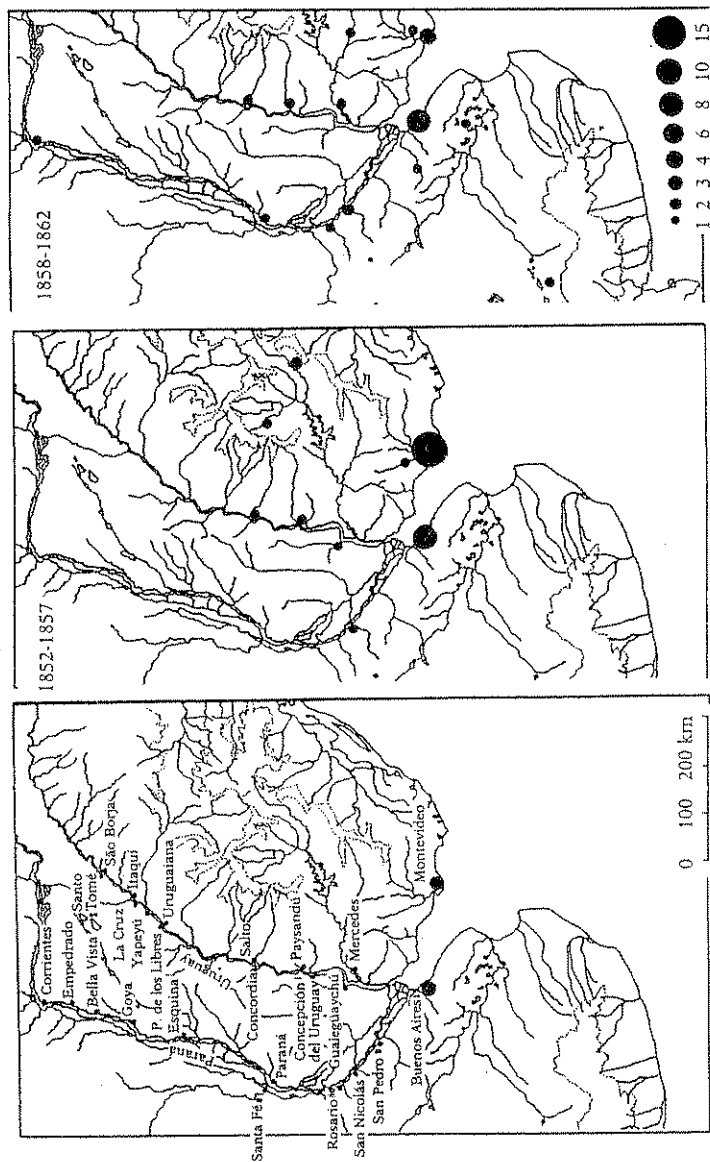 1858-1862
1 2 3 4 6 8 10 15
1852-1857
Corrientes
Empedrado
Santo Tomé
Bella Vista
São Borja
La Cruz
Itaquí
Goya
Yapeyú
P. de los Libres
Uruguaiana
Esquina
Paraná
Uruguay
Salto
Concordia
Santa Fé
Paraná
Paysandú
Concepción
del Uruguay
Gualeguaychú
Mercedes
Rosario
San Nicolás
San Pedro
Buenos Aires
Montevideo
0 100 200 km